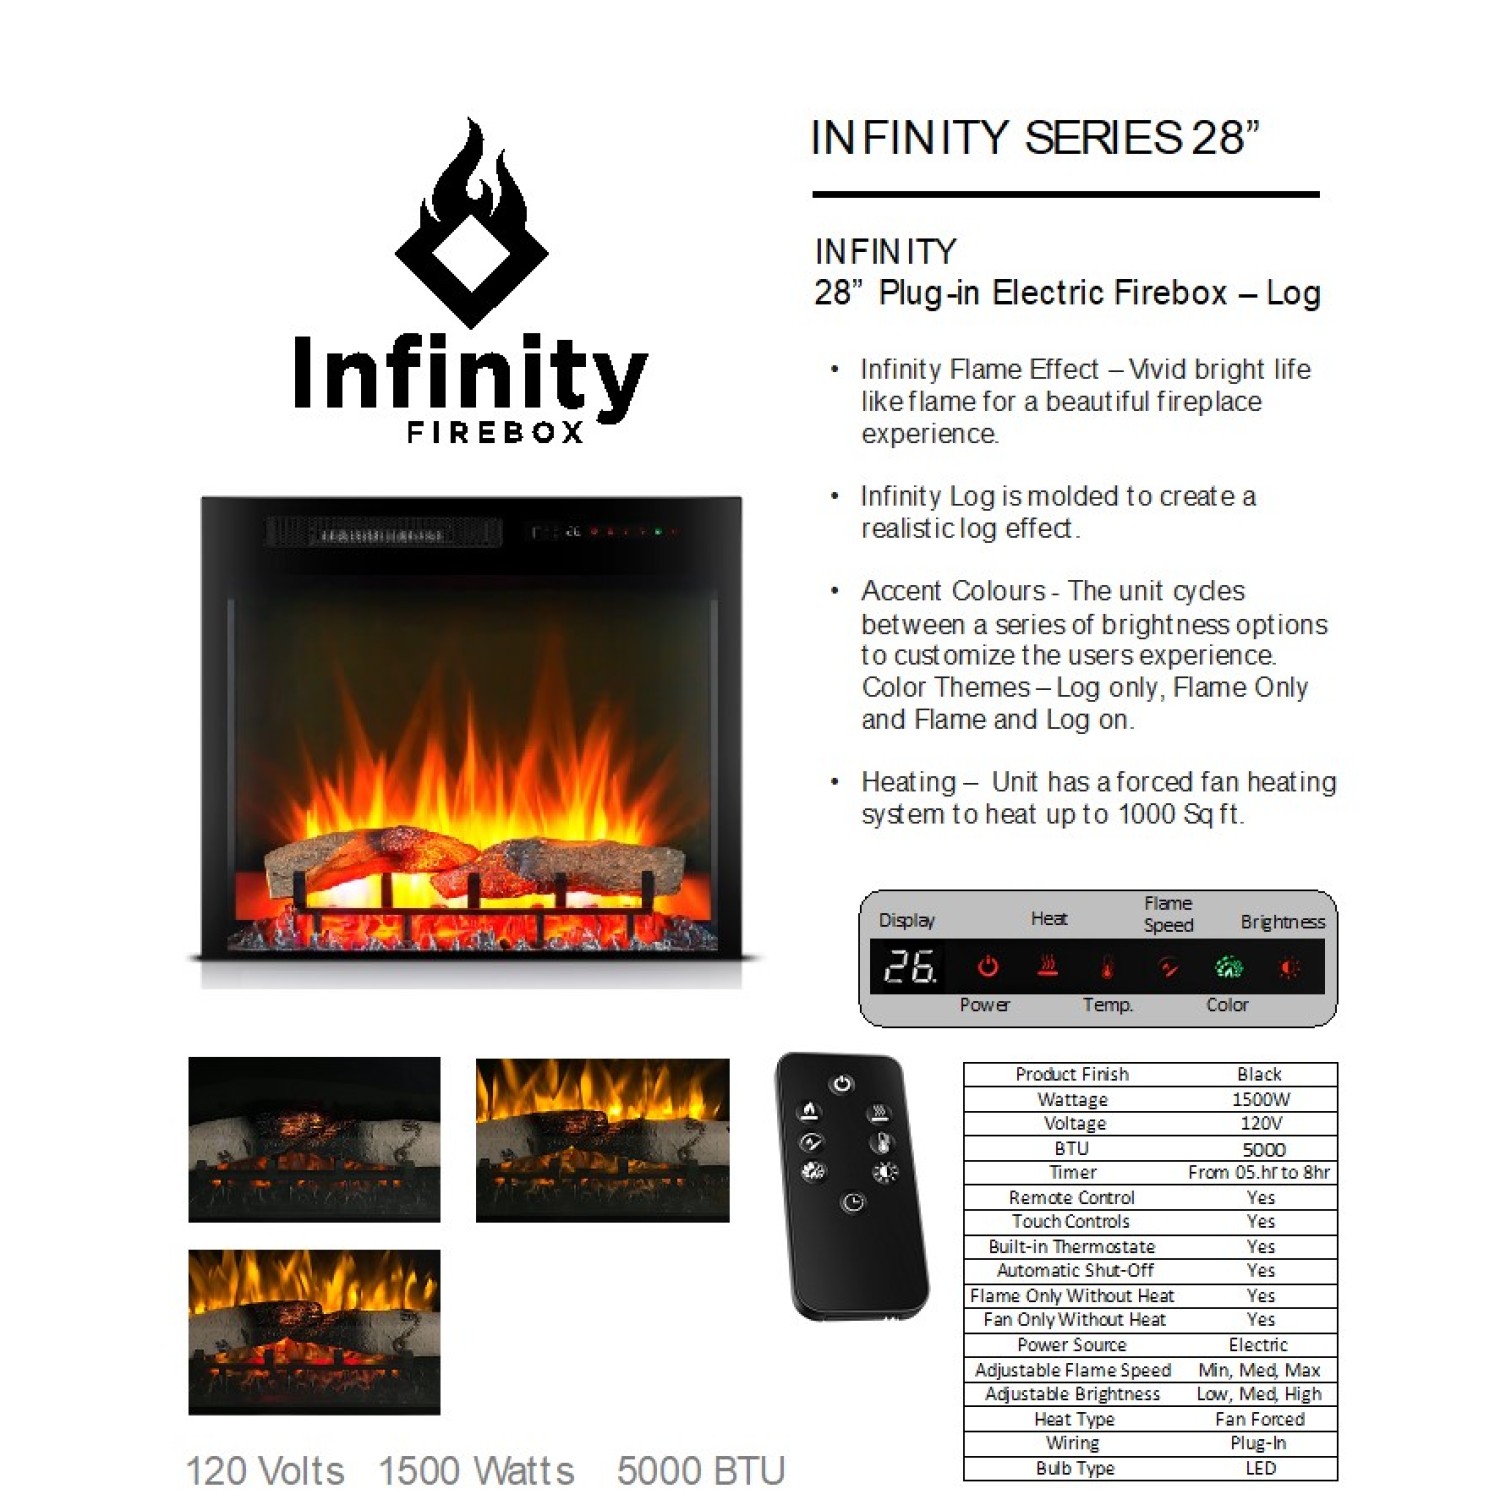 Infinity
FIREBOX
INFINITY SERIES 28”
INFINITY
28” Plug-in Electric Firebox – Log
• Infinity Flame Effect – Vivid bright life
like flame for a beautiful fireplace
experience.
• Infinity Log is molded to create a
realistic log effect.
• Accent Colours - The unit cycles
between a series of brightness options
to customize the users experience.
Color Themes – Log only, Flame Only
and Flame and Log on.
• Heating – Unit has a forced fan heating
system to heat up to 1000 Sq ft.
26
Display Heat Flame Speed Brightness
26.
Power Temp. Color
Product Finish Black
Wattage 1500W
Voltage 120V
BTU 5000
Timer From 05.hr to 8hr
Remote Control Yes
Touch Controls Yes
Built-in Thermostate Yes
Automatic Shut-Off Yes
Flame Only Without Heat Yes
Fan Only Without Heat Yes
Power Source Electric
Adjustable Flame Speed Min, Med, Max
Adjustable Brightness Low, Med, High
Heat Type Fan Forced
Wiring Plug-In
Bulb Type LED
120 Volts 1500 Watts 5000 BTU